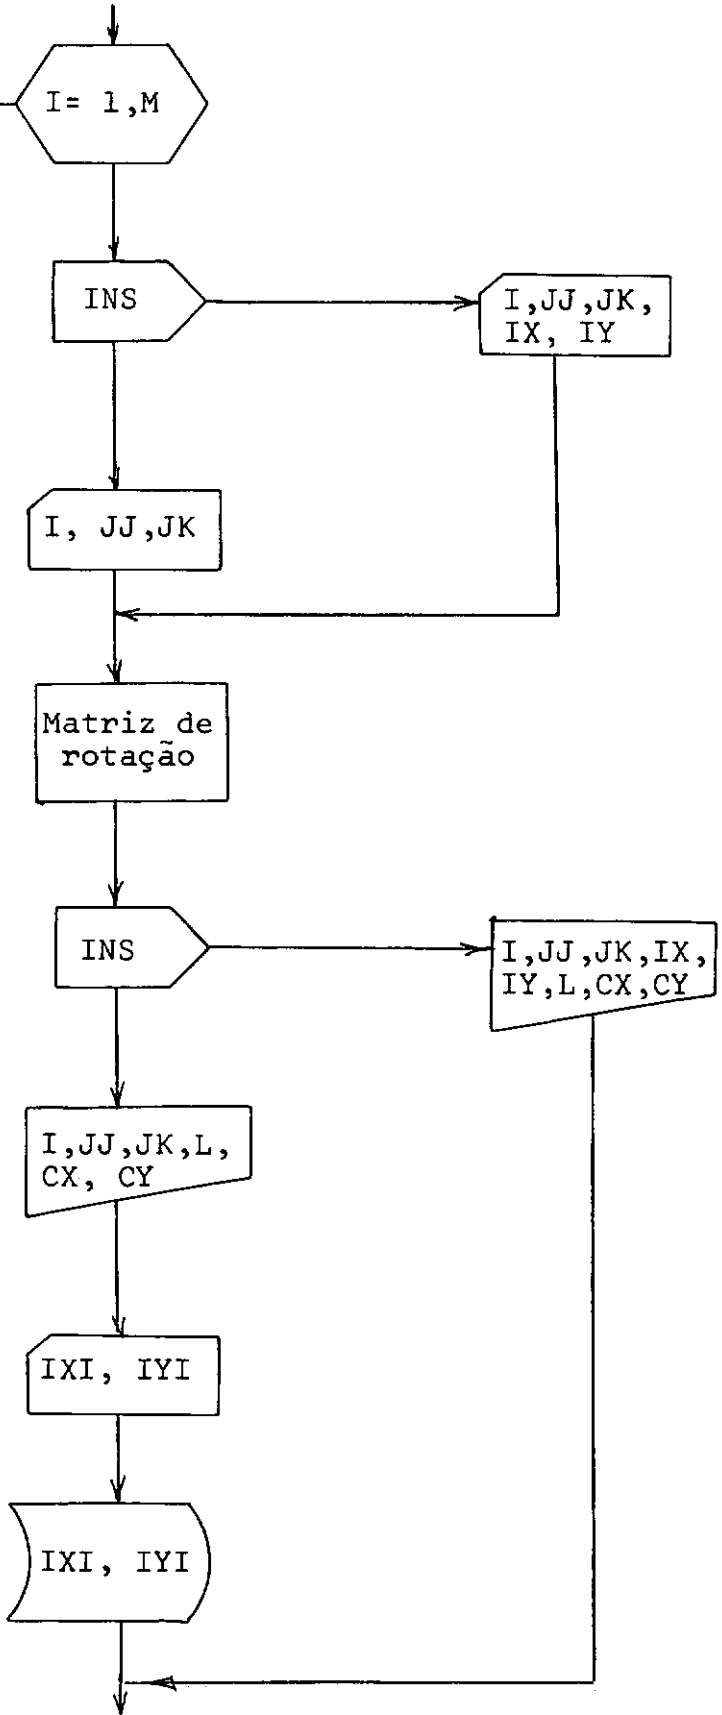 I= 1,M
INS
I,JJ,JK,
IX, IY
I, JJ,JK
Matriz de
rotação
INS
I,JJ,JK,IX,
IY,L,CX,CY
I,JJ,JK,L,
CX, CY
IXI, IYI
IXI, IYI